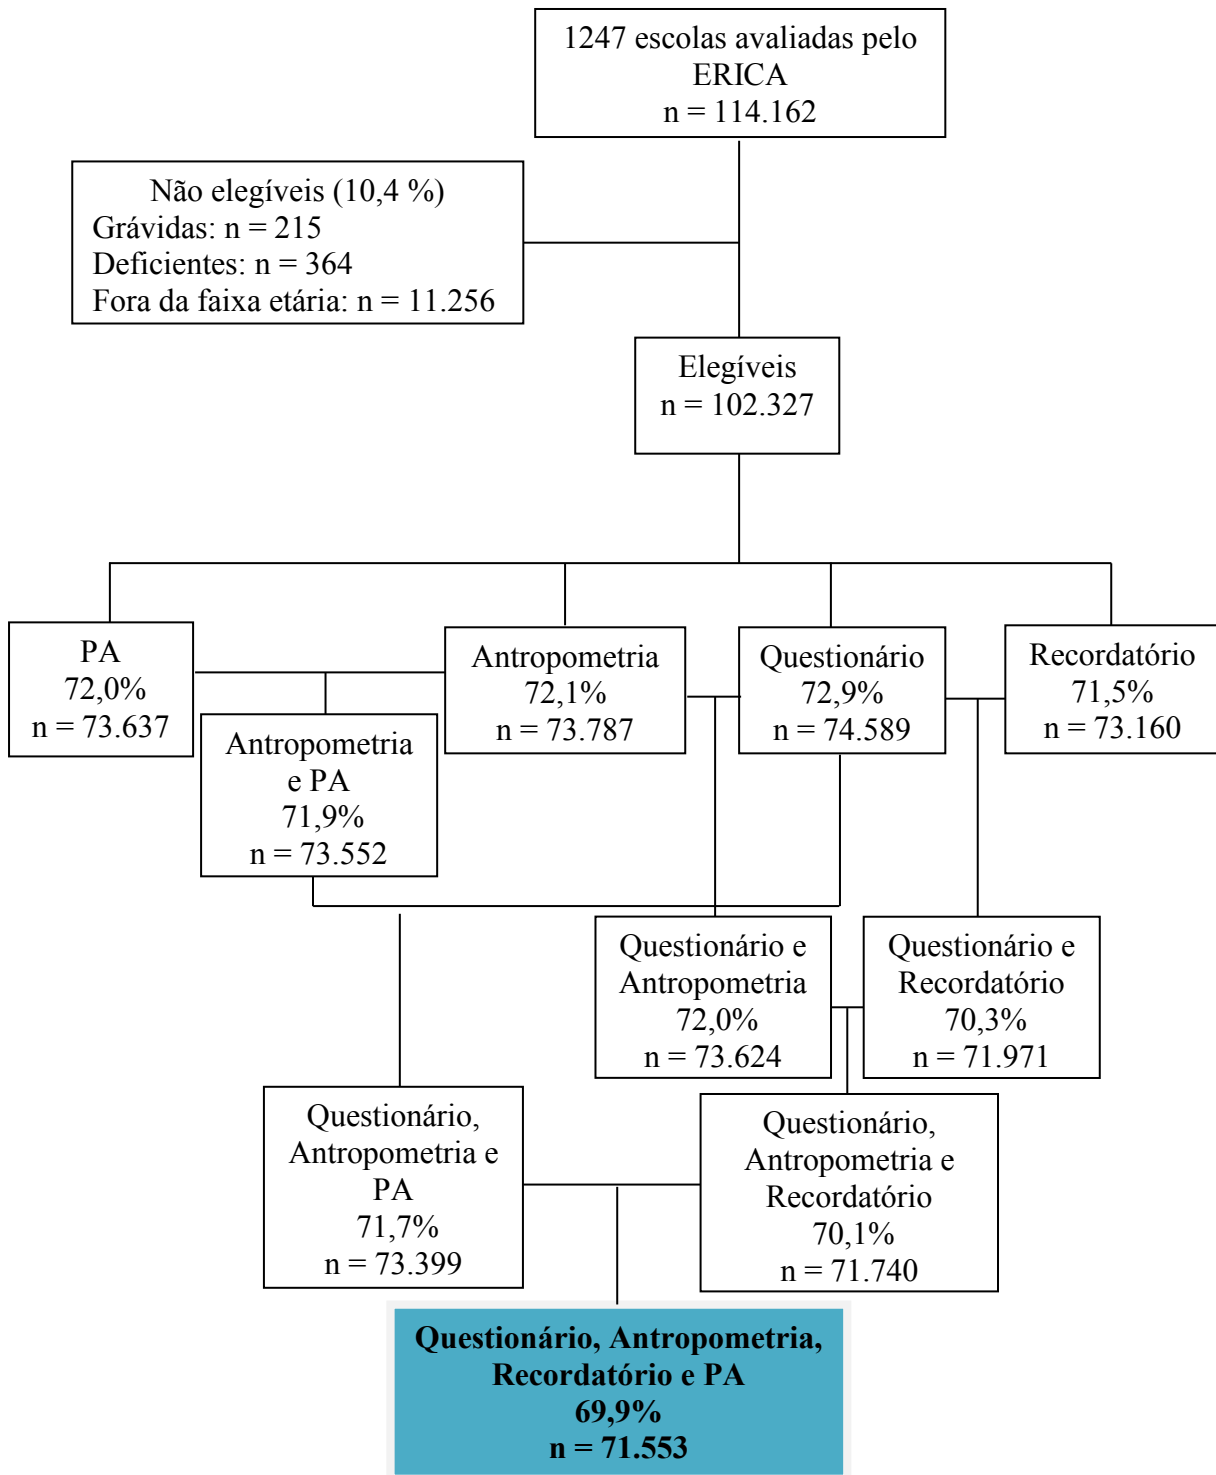 1247 escolas avaliadas pelo
ERICA
n = 114.162
Não elegíveis (10,4 %)
Grávidas: n = 215
Deficientes: n = 364
Fora da faixa etária: n = 11.256
Elegíveis
n = 102.327
PA
72,0%
n = 73.637
Antropometria
72,1%
n = 73.787
Questionário
72,9%
n = 74.589
Recordatório
71,5%
n = 73.160
Antropometria
e PA
71,9%
n = 73.552
Questionário e
Antropometria
72,0%
n = 73.624
Questionário e
Recordatório
70,3%
n = 71.971
Questionário,
Antropometria e
PA
71,7%
n = 73.399
Questionário,
Antropometria e
Recordatório
70,1%
n = 71.740
Questionário, Antropometria,
Recordatório e PA
69,9%
n = 71.553